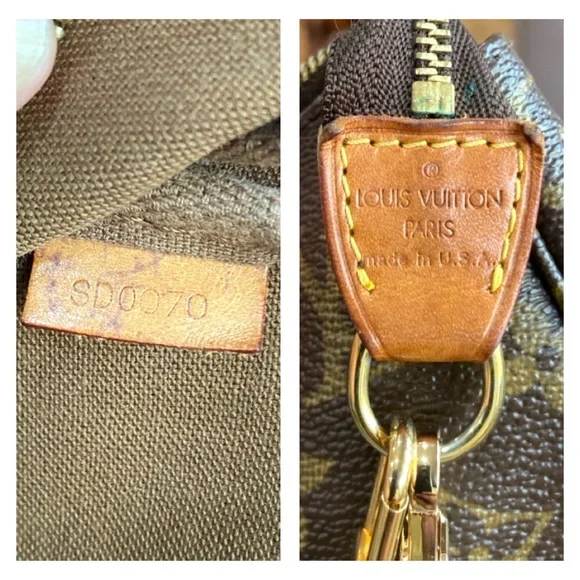 SD0070
®
LOUIS VUITTON
PARIS
made in U.S.A.